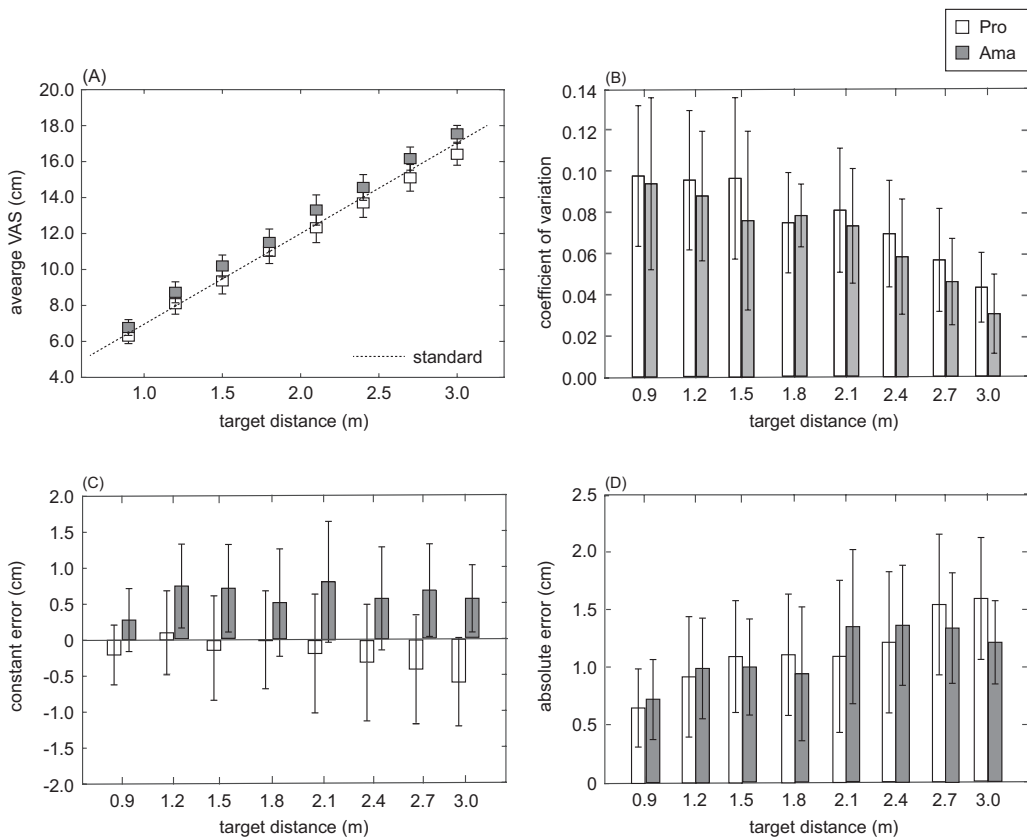 Pro
Ama
(A)
20.0
18.0
16.0
14.0
12.0
10.0
8.0
6.0
4.0
avearge VAS (cm)
standard
1.0 1.5 2.0 2.5 3.0
target distance (m)
(B)
0.14
0.12
0.10
0.08
0.06
0.04
0.02
0.00
coefficient of variation
0.9 1.2 1.5 1.8 2.1 2.4 2.7 3.0
target distance (m)
(C)
2.0
1.5
1.0
0.5
0
-0.5
-1.0
-2.0
constant error (cm)
0.9 1.2 1.5 1.8 2.1 2.4 2.7 3.0
target distance (m)
(D)
2.5
2.0
1.5
1.0
0.5
0
absolute error (cm)
0.9 1.2 1.5 1.8 2.1 2.4 2.7 3.0
target distance (m)